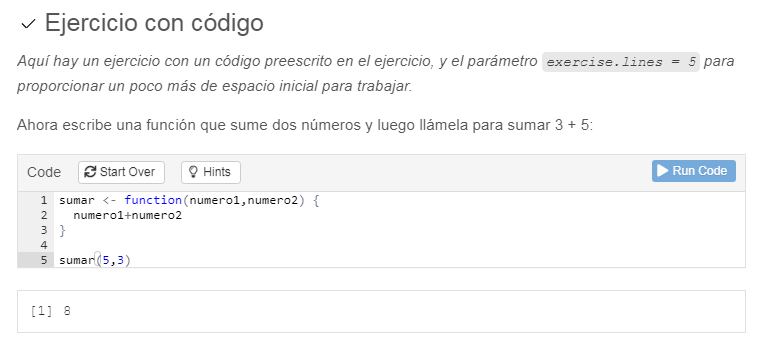 Ejercicio con código
Aquí hay un ejercicio con un código preescrito en el ejercicio, y el parámetro exercise.lines = 5 para
proporcionar un poco más de espacio inicial para trabajar.
Ahora escribe una función que sume dos números y luego llámela para sumar 3 + 5:
Code Start Over Hints Run Code
1 sumar <- function(numero1,numero2) {
2   numero1+numero2
3 }
4
5 sumar(5,3)
[1] 8